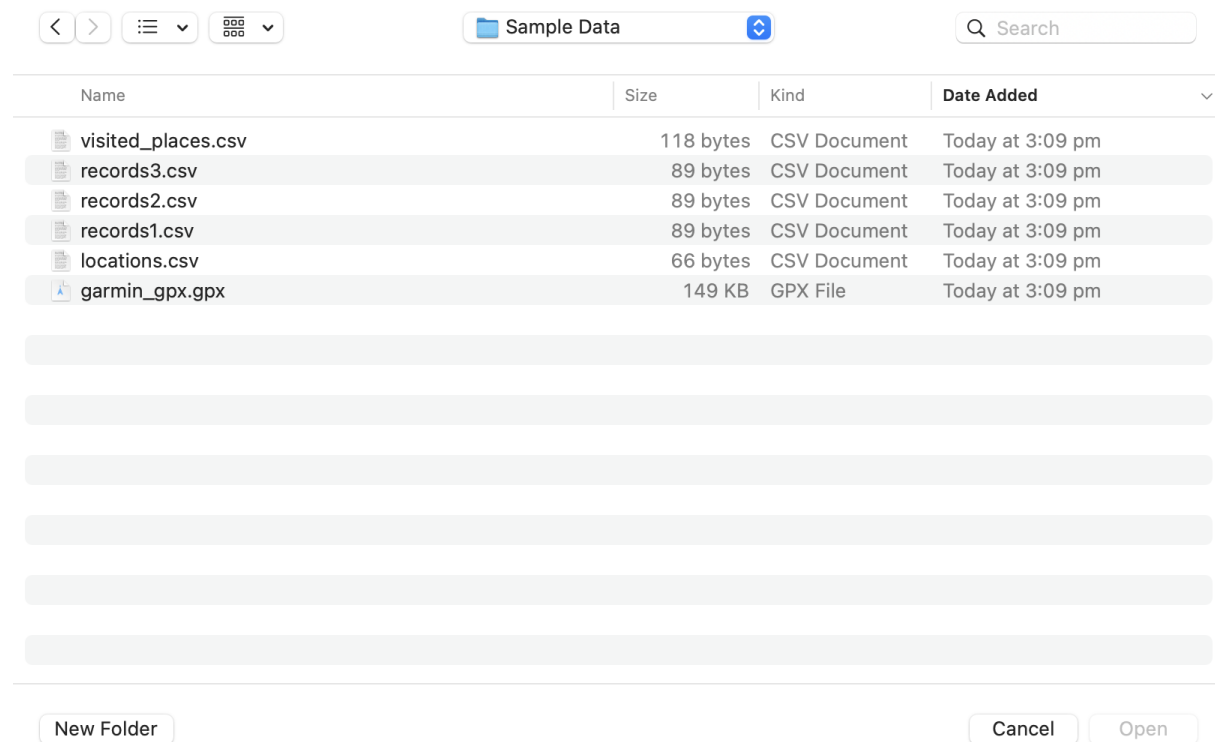 Sample Data Search
Name Size Kind Date Added
visited_places.csv 118 bytes CSV Document Today at 3:09 pm
records3.csv 89 bytes CSV Document Today at 3:09 pm
records2.csv 89 bytes CSV Document Today at 3:09 pm
records1.csv 89 bytes CSV Document Today at 3:09 pm
locations.csv 66 bytes CSV Document Today at 3:09 pm
garmin_gpx.gpx 149 KB GPX File Today at 3:09 pm
New Folder Cancel Open